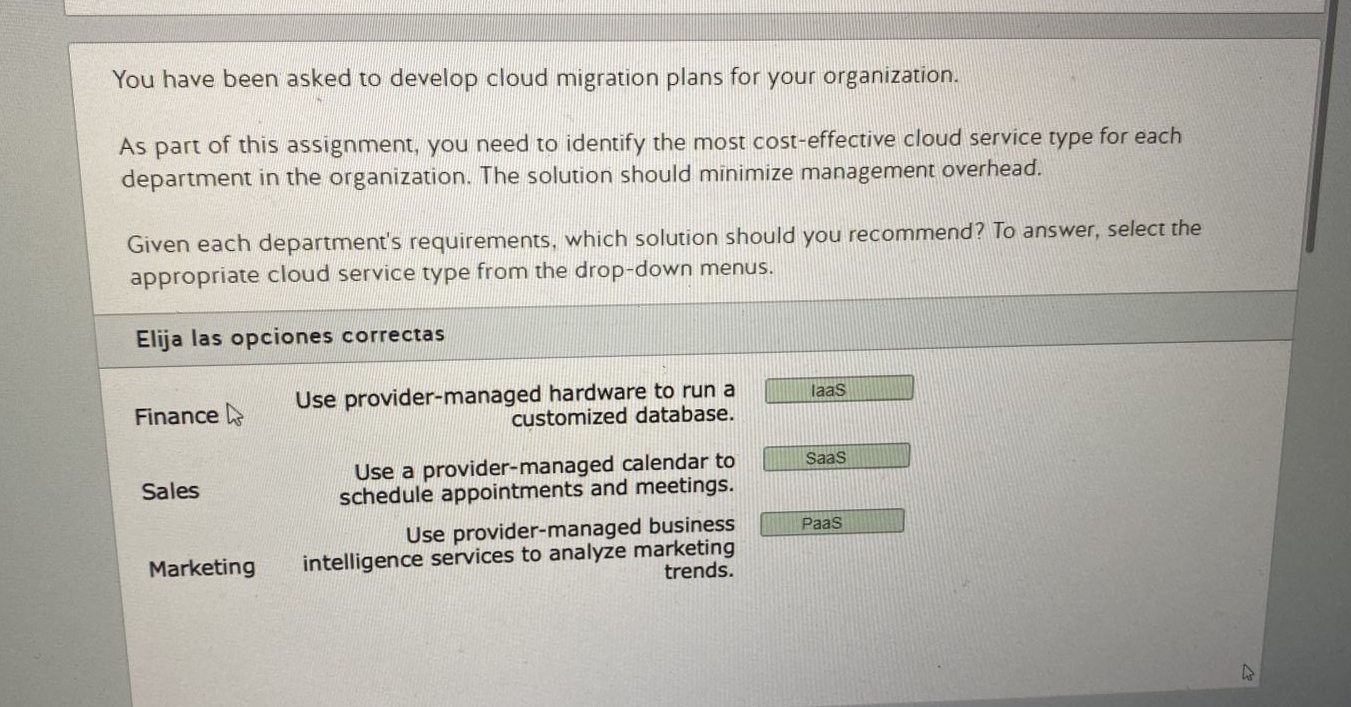 You have been asked to develop cloud migration plans for your organization.
As part of this assignment, you need to identify the most cost-effective cloud service type for each
department in the organization. The solution should minimize management overhead.
Given each department's requirements, which solution should you recommend? To answer, select the
appropriate cloud service type from the drop-down menus.
Elija las opciones correctas
Finance
Use provider-managed hardware to run a
customized database.
IaaS
Sales
Use a provider-managed calendar to
schedule appointments and meetings.
SaaS
Marketing
Use provider-managed business
intelligence services to analyze marketing
trends.
PaaS